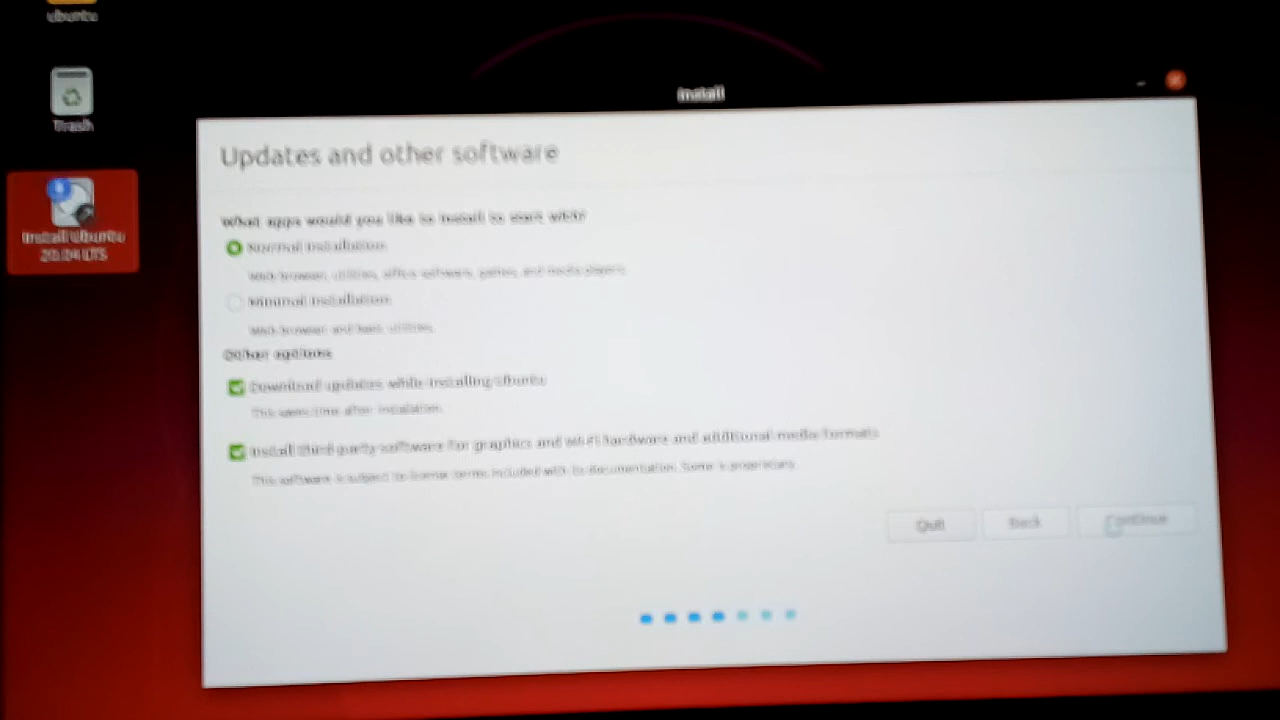 ubuntu
Install
Trash
Updates and other software
Install Ubuntu
20.04 LTS
What apps would you like to install to start with?
Normal installation
Web browser, utilities, office software, games, and media players.
Minimal installation
Web browser and basic utilities.
Other options
Download updates while installing Ubuntu
This saves time after installation.
Install third-party software for graphics and Wi-Fi hardware and additional media formats
This software is subject to license terms included with its documentation. Some is proprietary.
Quit
Back
Continue